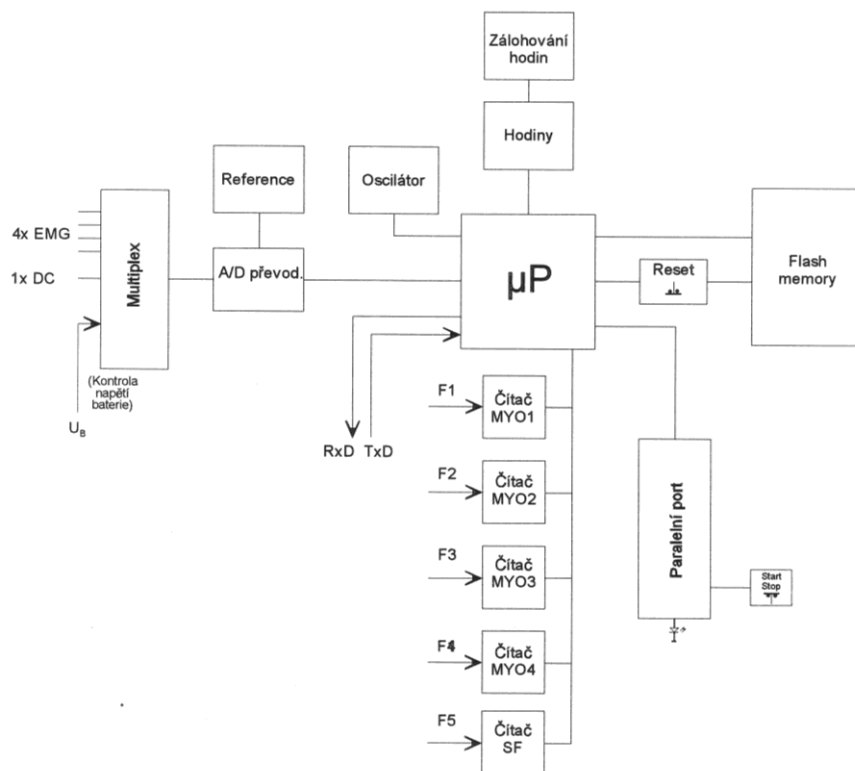 Zálohování
hodin
Hodiny
Reference
Oscilátor
4x EMG
1x DC
Multiplex
A/D převod.
µP
Reset
Flash
memory
(Kontrola
napětí
baterie)
UB
RxD TxD
F1
Čítač
MYO1
F2
Čítač
MYO2
F3
Čítač
MYO3
F4
Čítač
MYO4
F5
Čítač
SF
Paralelní port
Start
Stop